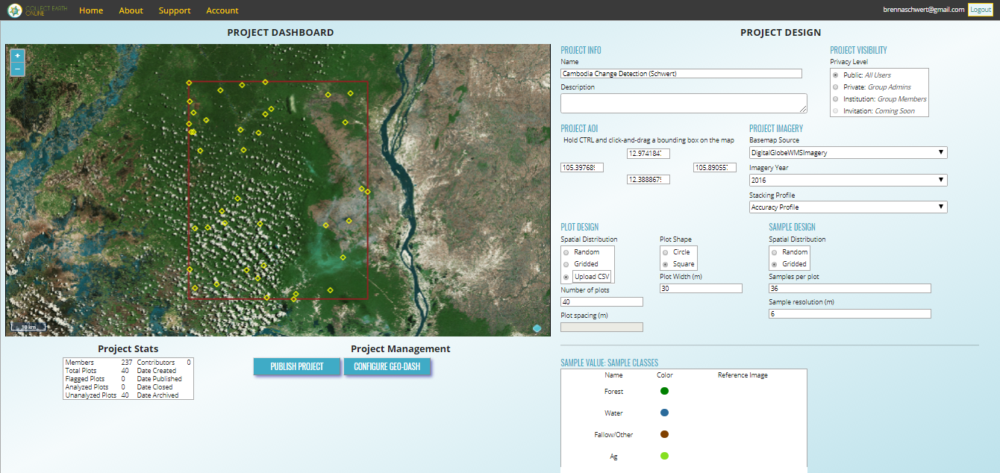 COLLECT EARTH
ONLINE
Home
About
Support
Account
brennaschwert@gmail.com
Logout
PROJECT DASHBOARD
+
−
10 km
Project Stats
Members 237 Contributors 0
Total Plots 40 Date Created
Flagged Plots 0 Date Published
Analyzed Plots 0 Date Closed
Unanalyzed Plots 40 Date Archived
Project Management
PUBLISH PROJECT
CONFIGURE GEO-DASH
PROJECT DESIGN
PROJECT INFO
Name
Cambodia Change Detection (Schwert)
Description
PROJECT VISIBILITY
Privacy Level
Public: All Users
Private: Group Admins
Institution: Group Members
Invitation: Coming Soon
PROJECT AOI
Hold CTRL and click-and-drag a bounding box on the map
12.974184
105.39768
105.89055
12.388867
PROJECT IMAGERY
Basemap Source
DigitalGlobeWMSImagery
Imagery Year
2016
Stacking Profile
Accuracy Profile
PLOT DESIGN
Spatial Distribution
Random
Gridded
Upload CSV
Number of plots
40
Plot spacing (m)
Plot Shape
Circle
Square
Plot Width (m)
30
SAMPLE DESIGN
Spatial Distribution
Random
Gridded
Samples per plot
36
Sample resolution (m)
6
SAMPLE VALUE: SAMPLE CLASSES
Name Color Reference Image
Forest
Water
Fallow/Other
Ag